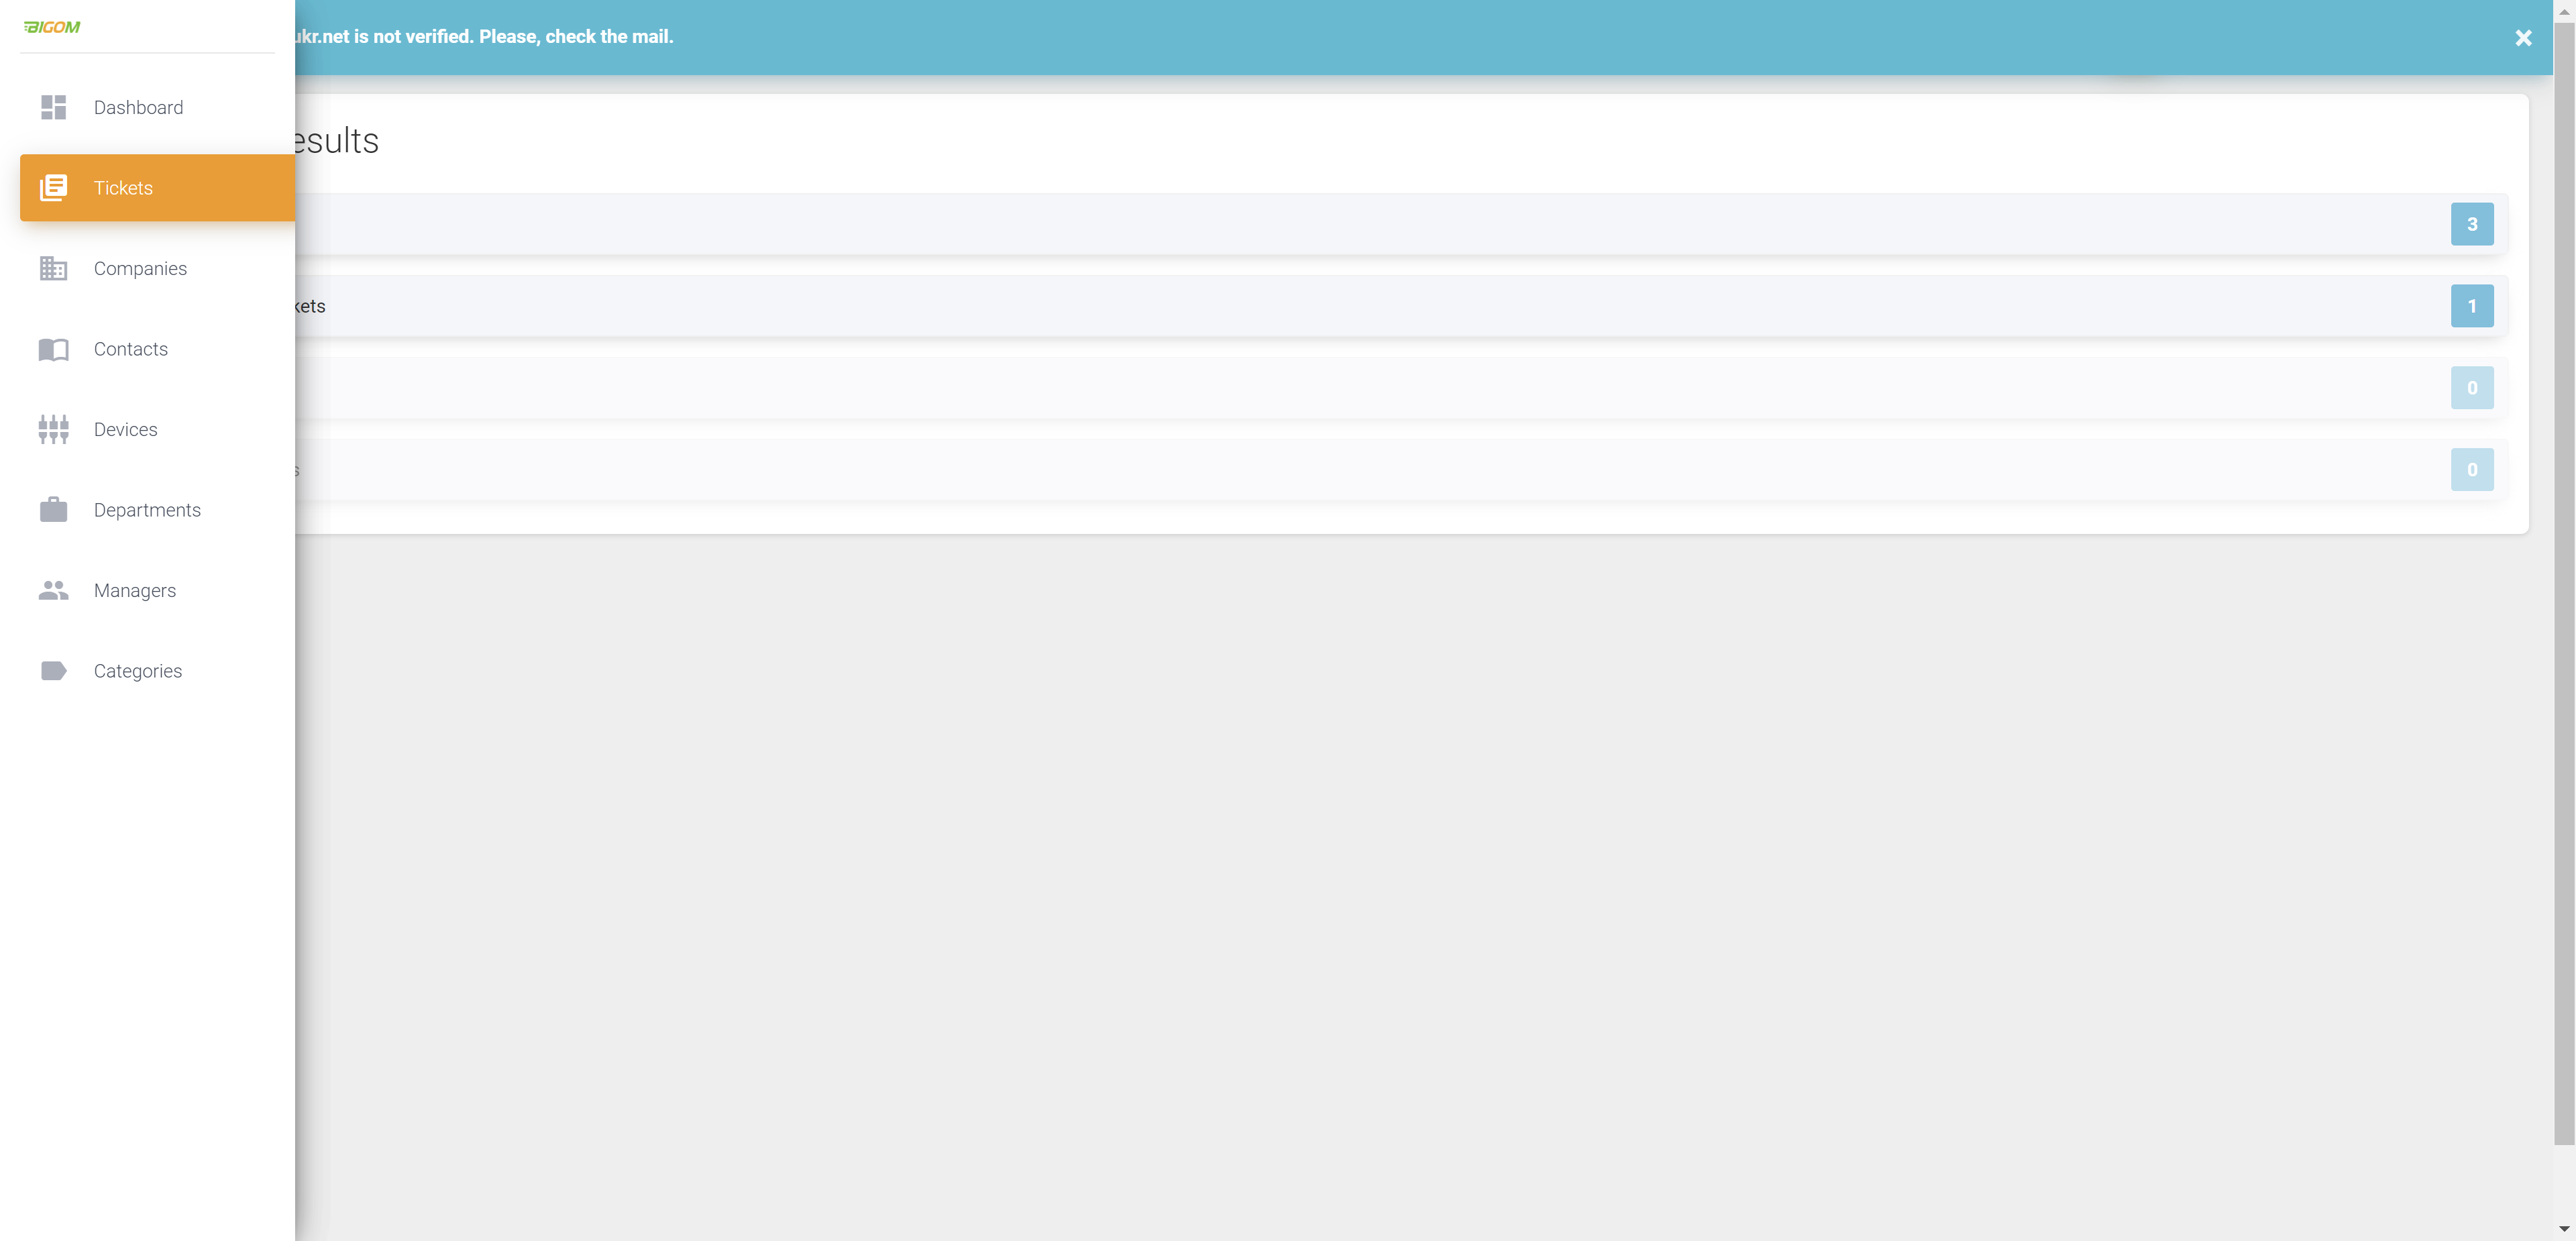 BIGOM
ukr.net is not verified. Please, check the mail.
Dashboard
esults
Tickets
3
Companies
kets
1
Contacts
0
Devices
s
0
Departments
Managers
Categories